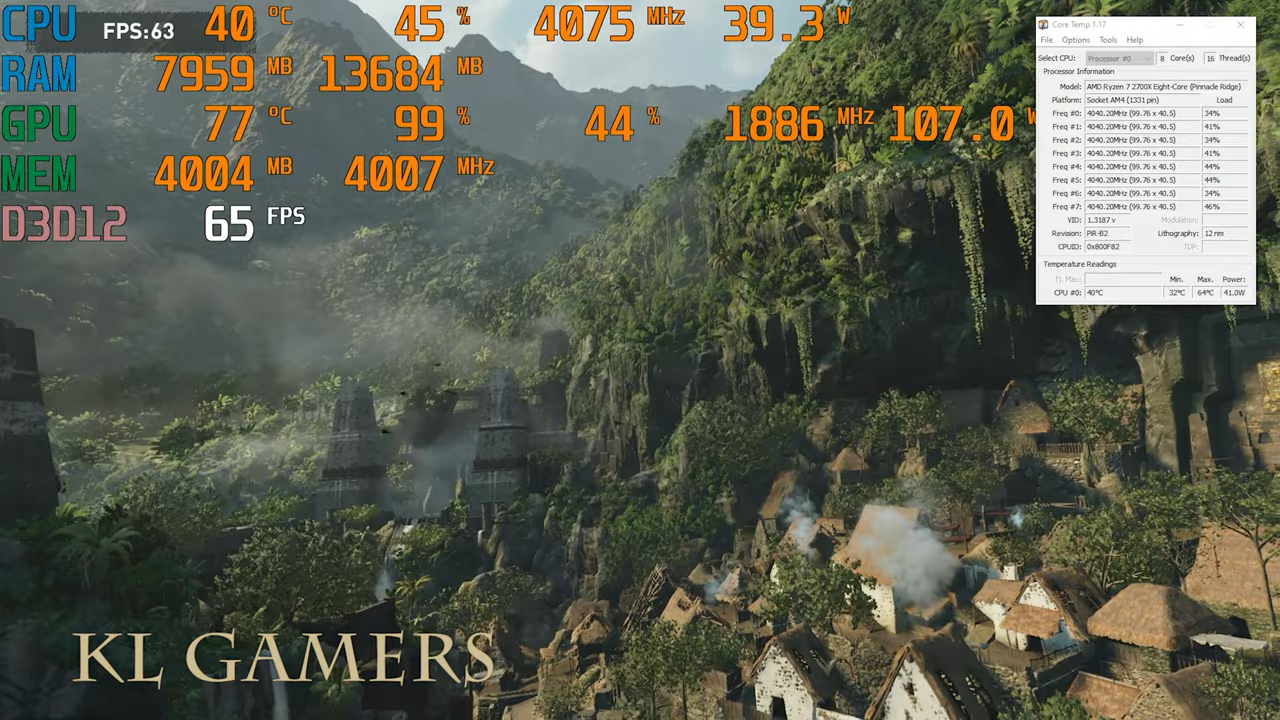 CPU 40 °C 45 % 4075 MHz 39.3 W
FPS:63
RAM 7959 MB 13684 MB
GPU 77 °C 99 % 44 % 1886 MHz 107.0 W
MEM 4004 MB 4007 MHz
D3D12 65 FPS
Core Temp 1.17
File Options Tools Help
Select CPU: Processor #0 8 Core(s) 16 Thread(s)
Processor Information
Model: AMD Ryzen 7 2700X Eight-Core (Pinnacle Ridge)
Platform: Socket AM4 (1331 pin) Load
Freq #0: 4040.20MHz (99.76 x 40.5) 34%
Freq #1: 4040.20MHz (99.76 x 40.5) 41%
Freq #2: 4040.20MHz (99.76 x 40.5) 34%
Freq #3: 4040.20MHz (99.76 x 40.5) 41%
Freq #4: 4040.20MHz (99.76 x 40.5) 44%
Freq #5: 4040.20MHz (99.76 x 40.5) 44%
Freq #6: 4040.20MHz (99.76 x 40.5) 34%
Freq #7: 4040.20MHz (99.76 x 40.5) 46%
VID: 1.3187 v Modulation:
Revision: PiR-B2 Lithography: 12 nm
CPUID: 0x800F82 TDP:
Temperature Readings
Tj. Max: Min. Max. Power:
CPU #0: 40°C 32°C 64°C 41.0W
KL GAMERS